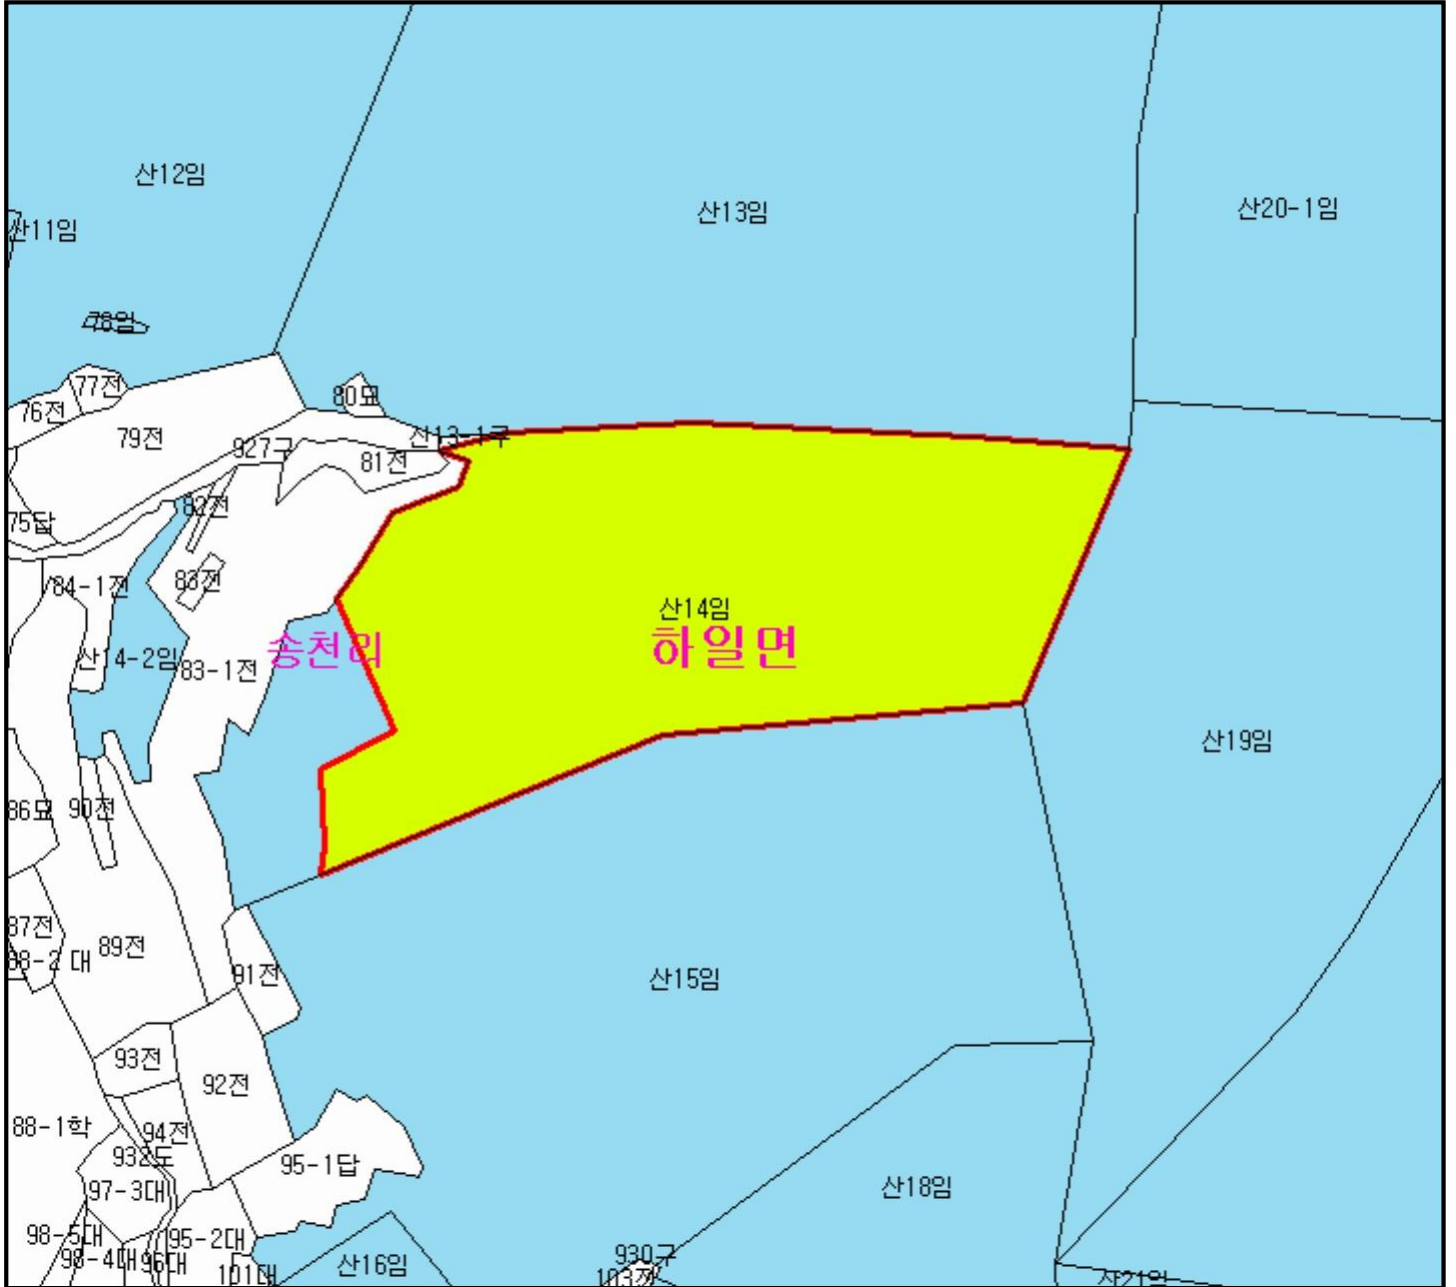 산12임
산13임
산20-1임
산11임
78임
77전
80묘
76전
79전
927구
산13-1구
81전
82전
75답
84-1전
83전
산14임
송천리
하일면
산14-2임
83-1전
산19임
86묘
90전
87전
88-2 대
89전
91전
산15임
93전
92전
88-1학
94전
932도
95-1답
97-3대
산18임
98-5대
95-2대
98-4대
96대
101대
산16임
930구
산21임